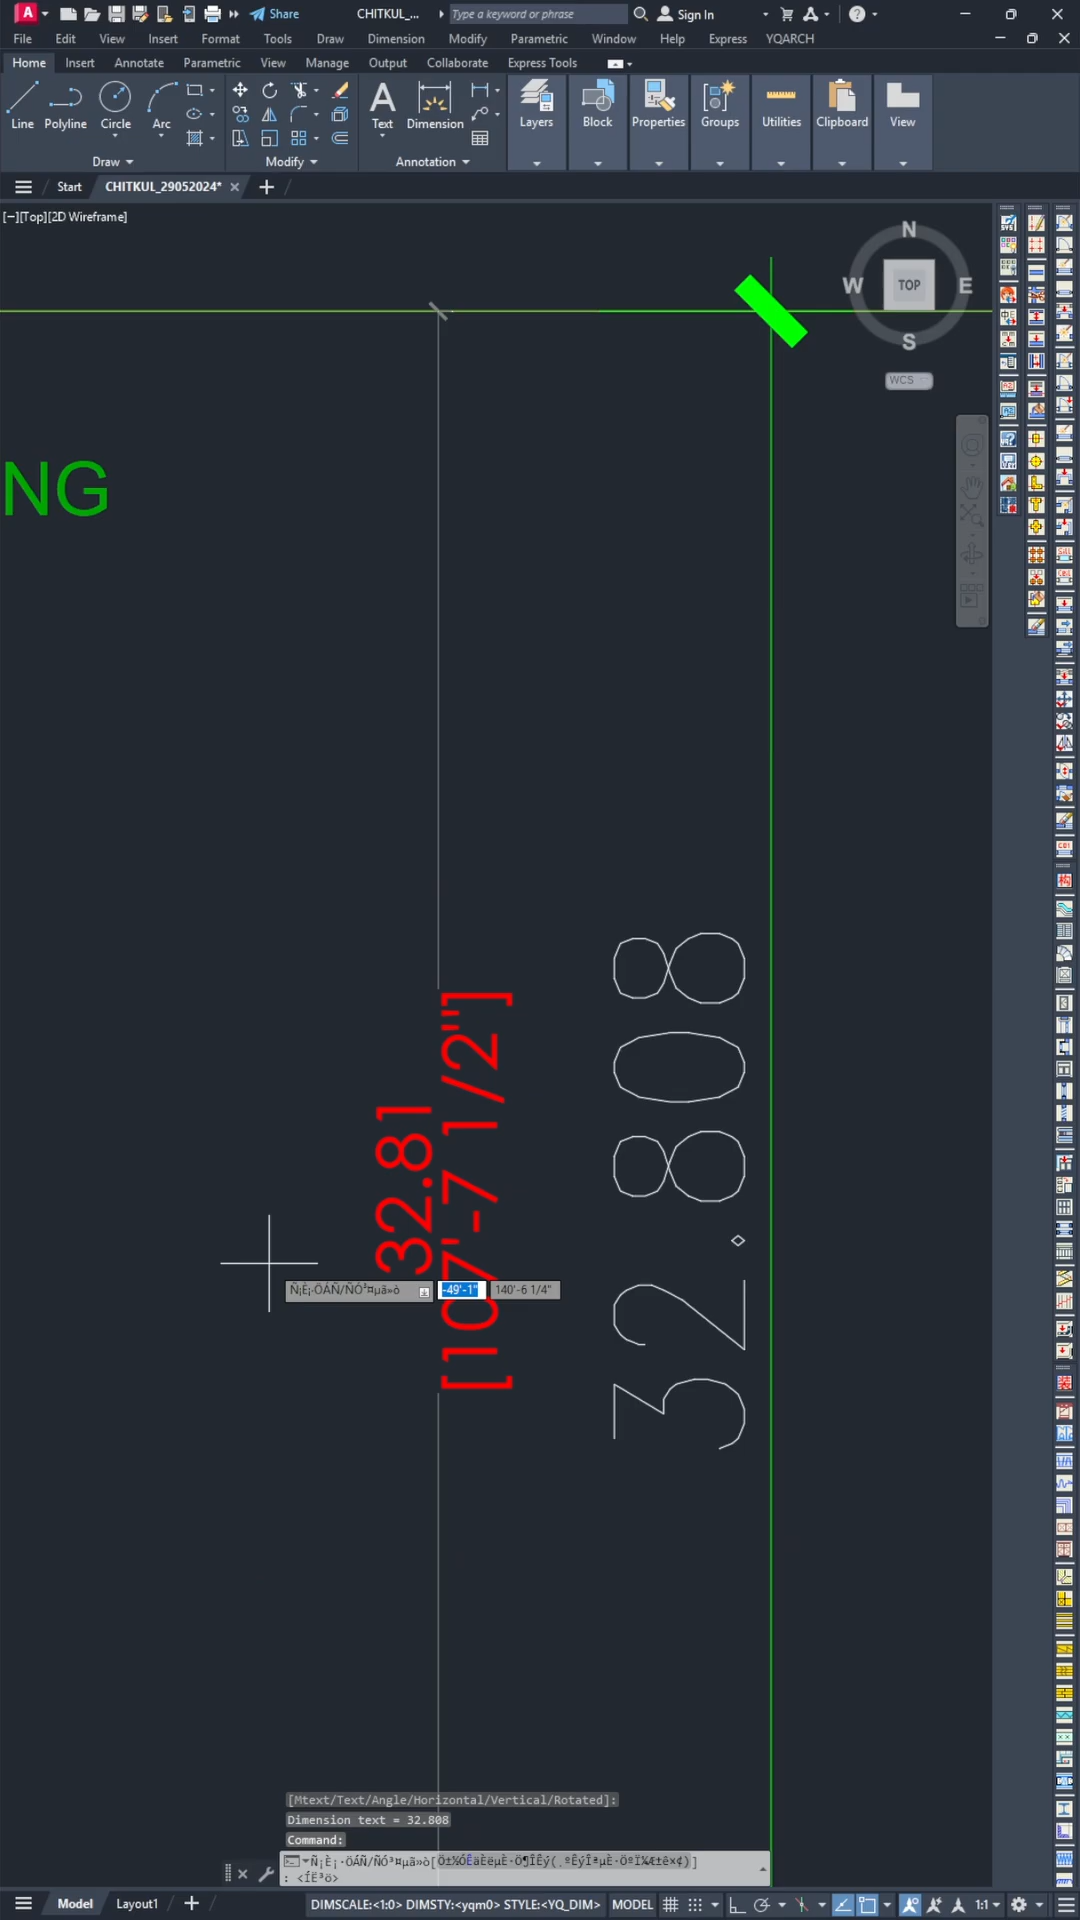 Share
CHITKUL_...
Type a keyword or phrase
Sign In
File Edit View Insert Format Tools Draw Dimension Modify Parametric Window Help Express YQARCH
Home Insert Annotate Parametric View Manage Output Collaborate Express Tools
Line Polyline Circle Arc Text Dimension Layers Block Properties Groups Utilities Clipboard View
Draw Modify Annotation
Start CHITKUL_29052024*
[−][Top][2D Wireframe]
N
W TOP E
S
WCS
NG
32.81
[107'-7 1/2"]
32.808
-49'-1" 140'-6 1/4"
[Mtext/Text/Angle/Horizontal/Vertical/Rotated]:
Dimension text = 32.808
Command:
: <ÍË³ö>
Model Layout1
DIMSCALE:<1:0> DIMSTY:<yqm0> STYLE:<YQ_DIM> MODEL 1:1